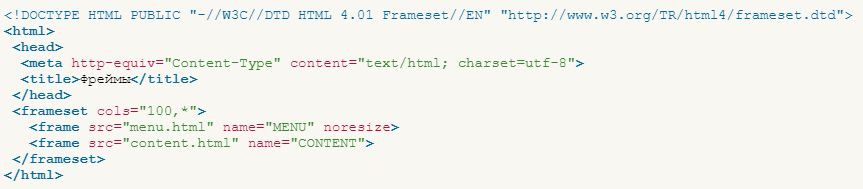 <!DOCTYPE HTML PUBLIC "-//W3C//DTD HTML 4.01 Frameset//EN" "http://www.w3.org/TR/html4/frameset.dtd">
<html>
 <head>
  <meta http-equiv="Content-Type" content="text/html; charset=utf-8">
  <title>Фреймы</title>
 </head>
 <frameset cols="100,*">
   <frame src="menu.html" name="MENU" noresize>
   <frame src="content.html" name="CONTENT">
 </frameset>
</html>